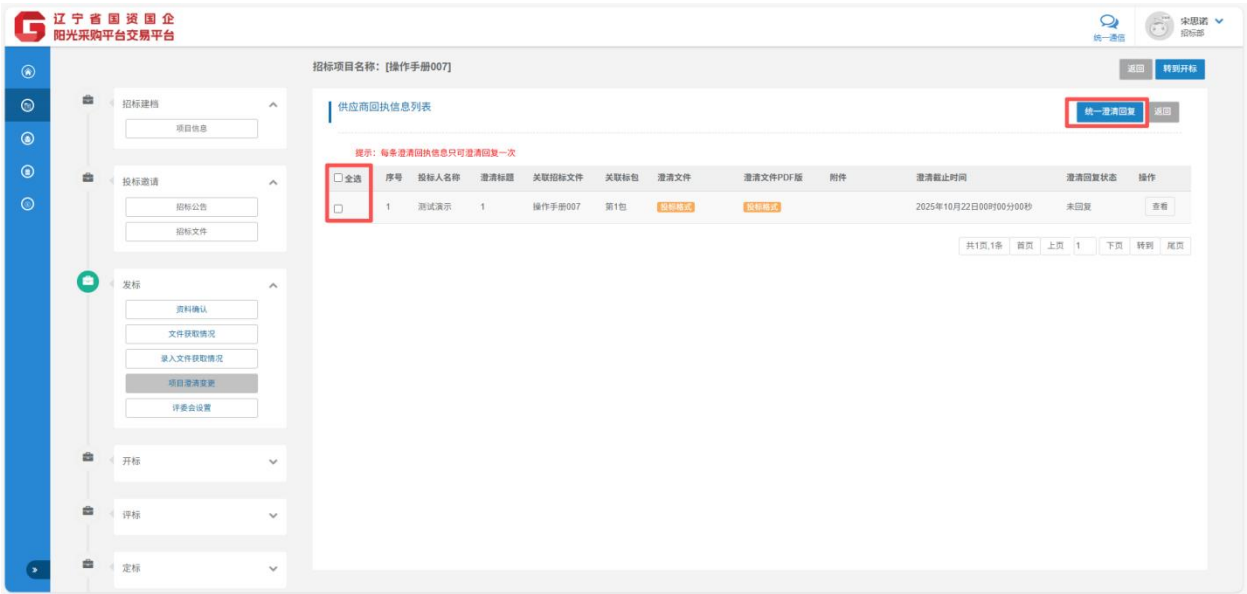 辽宁省国资国企
阳光采购平台交易平台
统一通信
宋思诺
招标部
招标项目名称：[操作手册007]
返回 转到开标
招标建档
项目信息
投标邀请
招标公告
招标文件
发标
资料确认
文件获取情况
录入文件获取情况
项目澄清变更
评委会设置
开标
评标
定标
供应商回执信息列表
统一澄清回复 返回
提示：每条澄清回执信息只可澄清回复一次
全选 序号 投标人名称 澄清标题 关联招标文件 关联标包 澄清文件 澄清文件PDF版 附件 澄清截止时间 澄清回复状态 操作
1 测试演示 1 操作手册007 第1包 投标格式 投标格式 2025年10月22日00时00分00秒 未回复 查看
共1页,1条 首页 上页 1 下页 转到 尾页